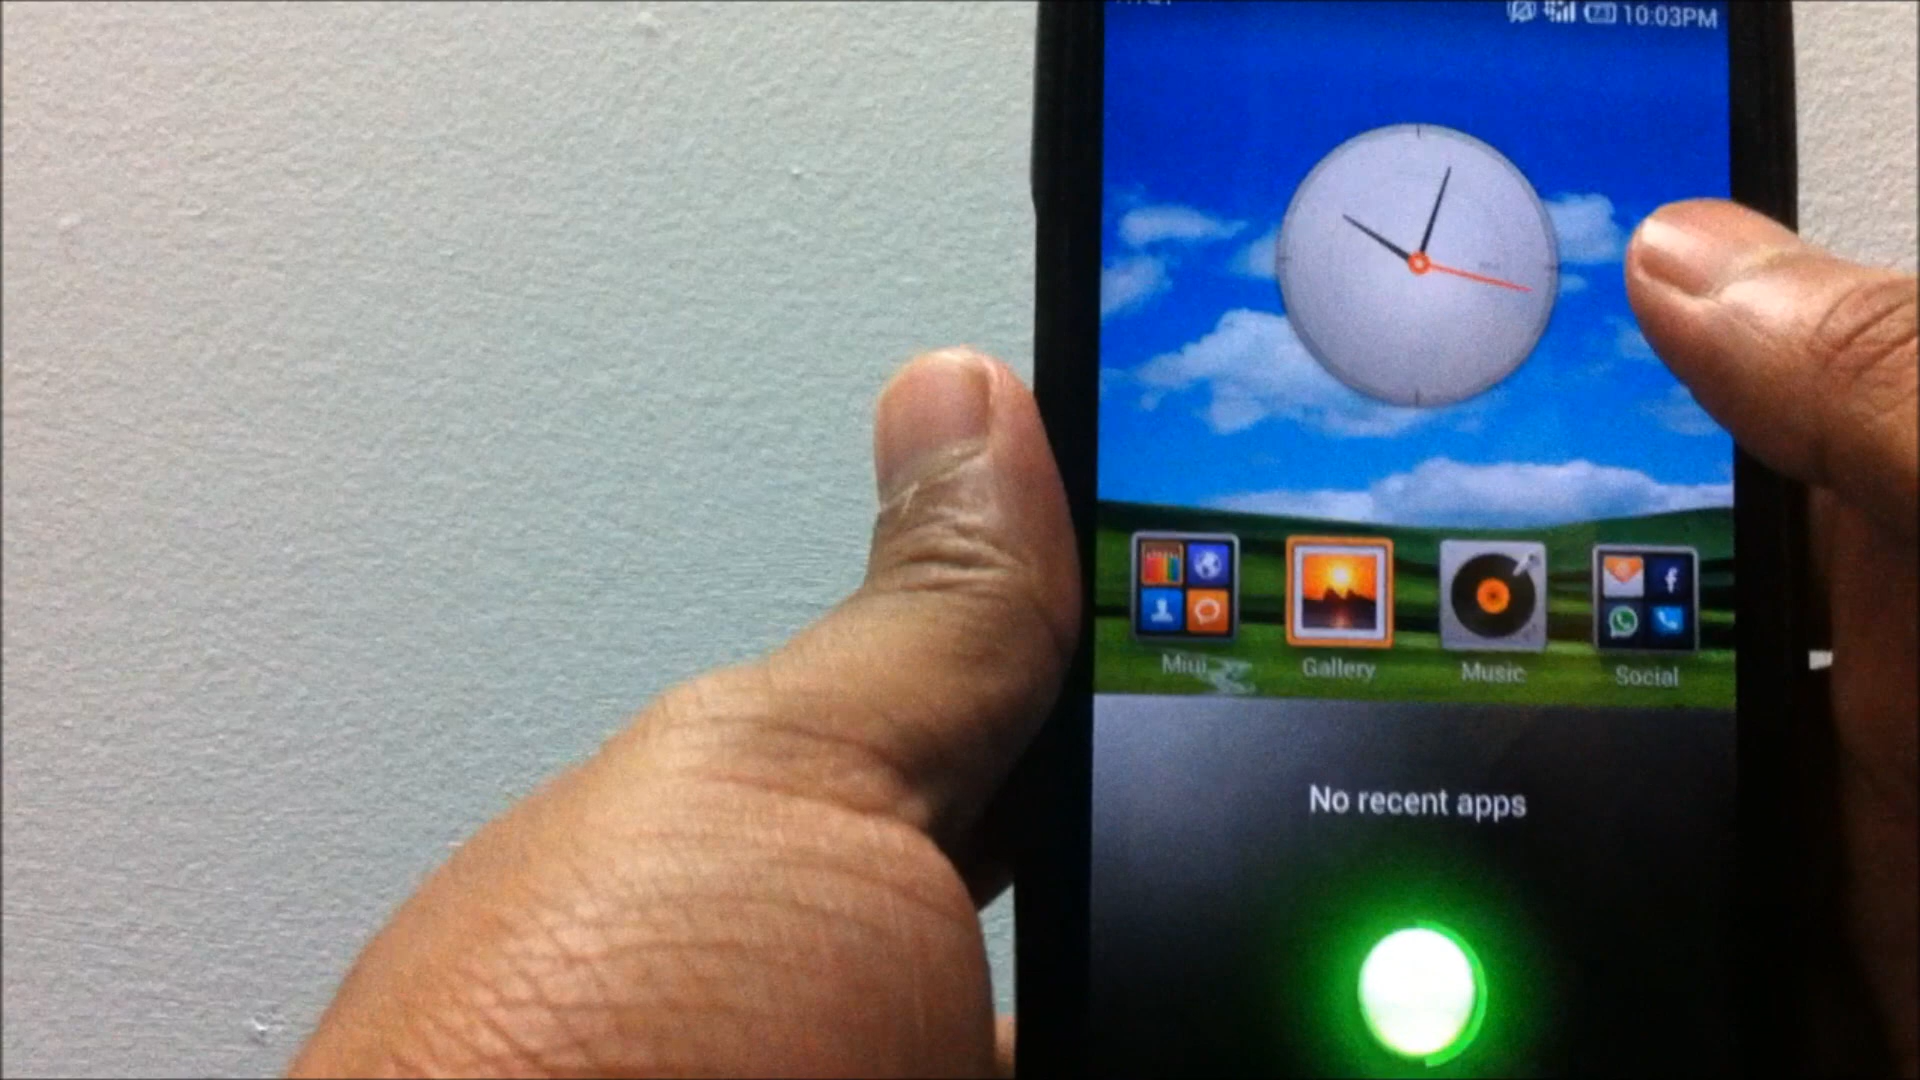 10:03PM
Miui
Gallery
Music
Social
No recent apps